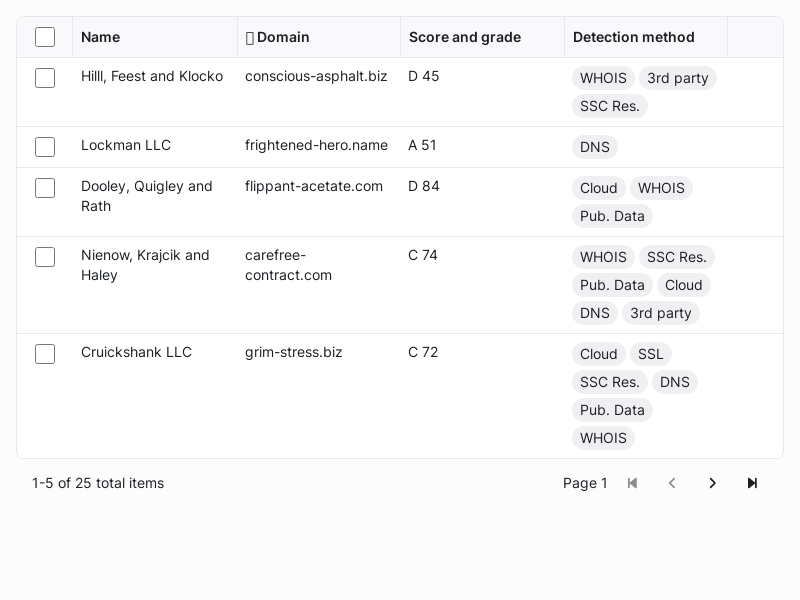 Name Domain Score and grade Detection method
Hilll, Feest and Klocko conscious-asphalt.biz D 45 WHOIS 3rd party
SSC Res.
Lockman LLC frightened-hero.name A 51 DNS
Dooley, Quigley and flippant-acetate.com D 84 Cloud WHOIS
Rath Pub. Data
Nienow, Krajcik and carefree- C 74 WHOIS SSC Res.
Haley contract.com Pub. Data Cloud
DNS 3rd party
Cruickshank LLC grim-stress.biz C 72 Cloud SSL
SSC Res. DNS
Pub. Data
WHOIS
1-5 of 25 total items Page 1